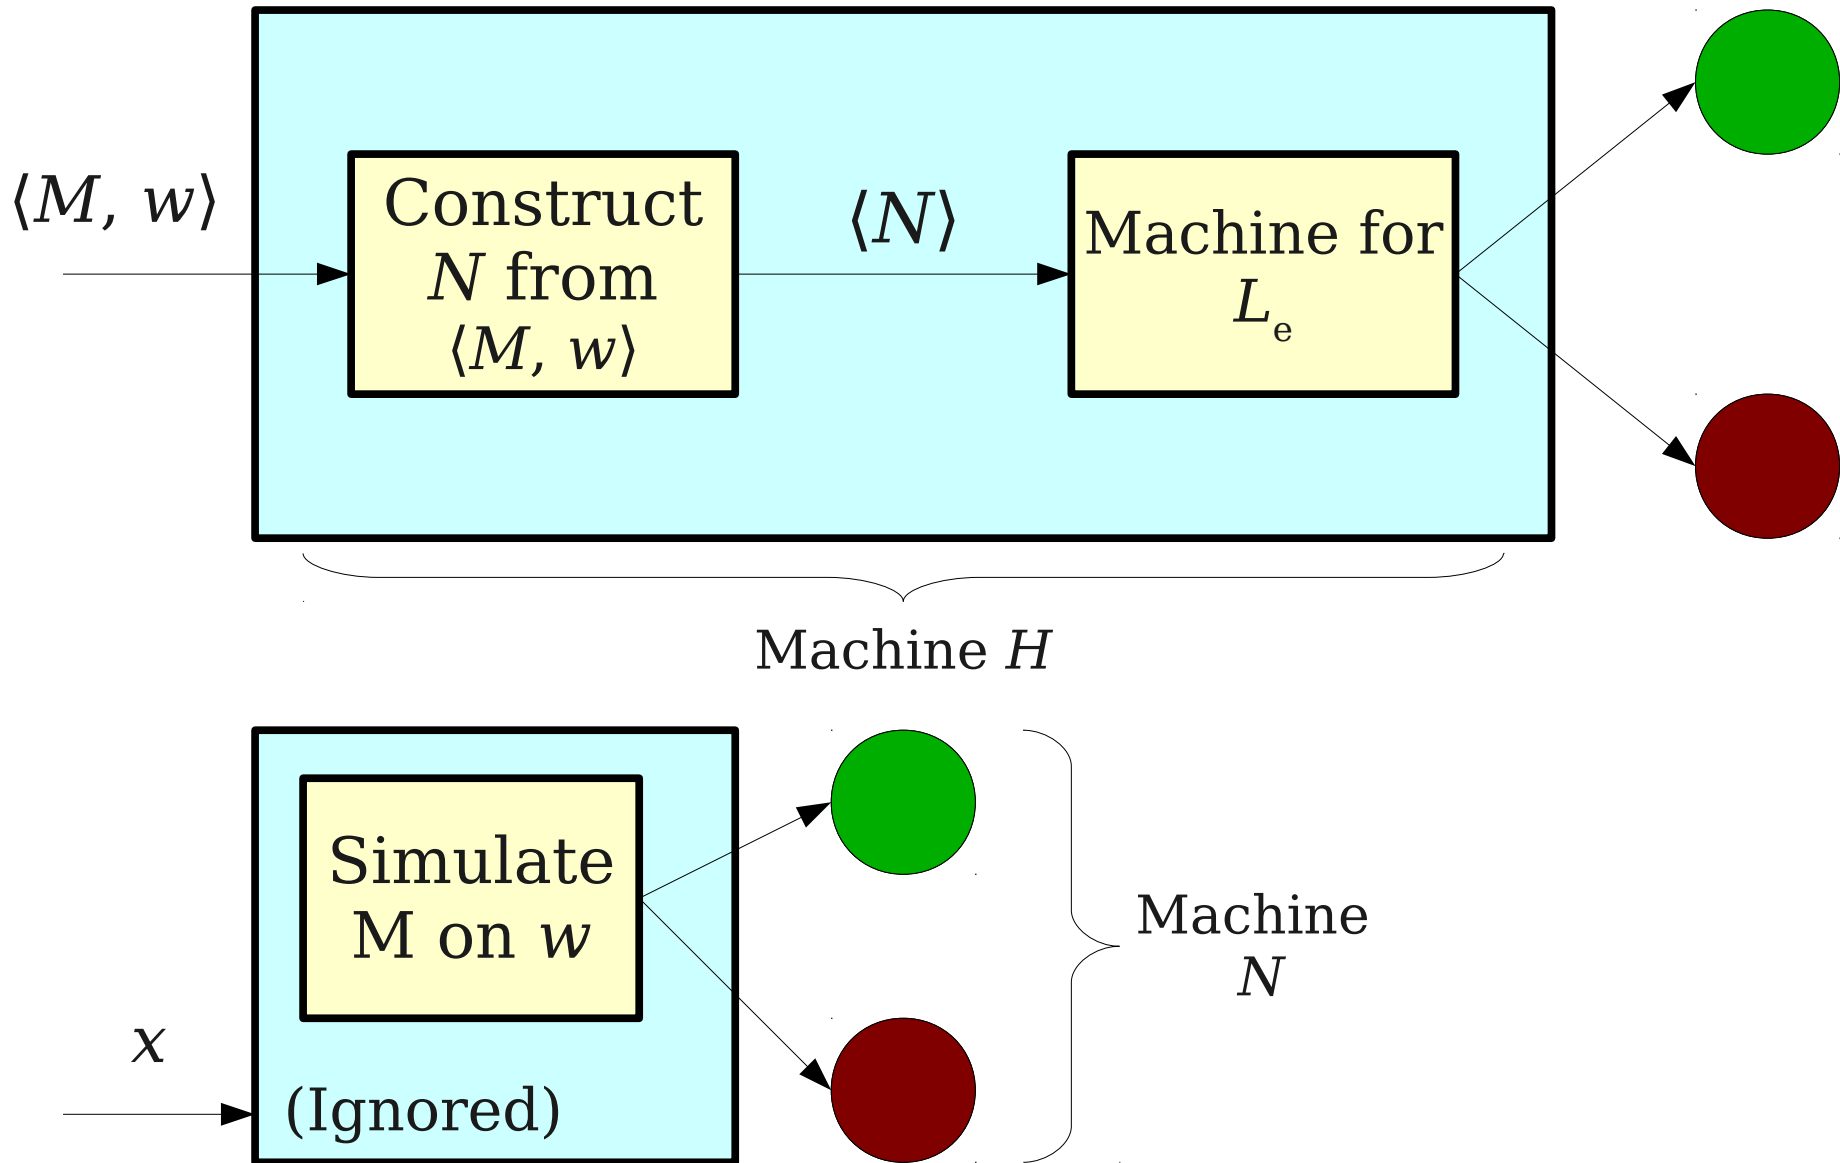 ⟨M, w⟩
Construct
N from
⟨M, w⟩
⟨N⟩
Machine for
Lₑ
Machine H
Simulate
M on w
x
(Ignored)
Machine
N